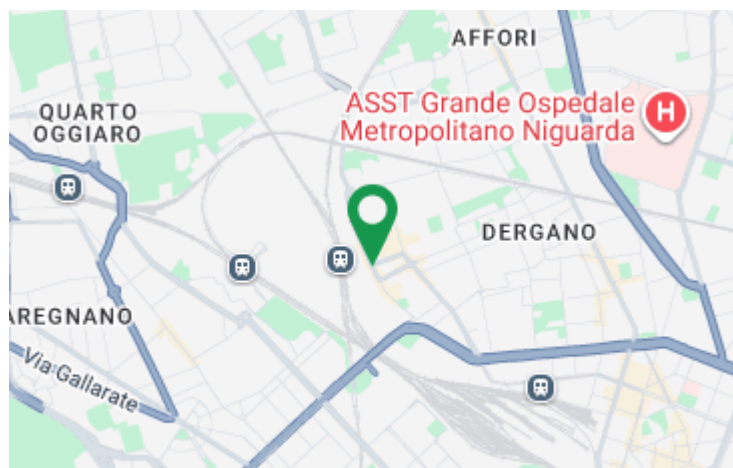 AFFORI
ASST Grande Ospedale
Metropolitano Niguarda
H
QUARTO
OGGIARO
DERGANO
AREGNANO
Via Gallarate